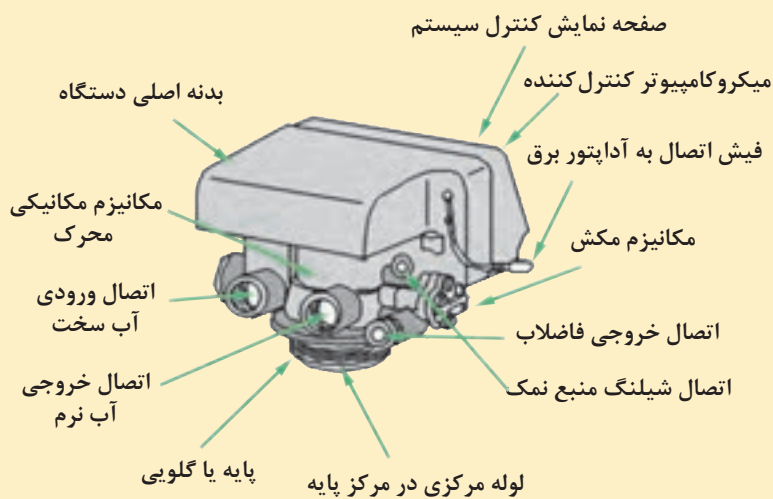 صفحه نمایش کنترل سیستم
میکروکامپیوتر کنترل‌کننده
بدنه اصلی دستگاه
فیش اتصال به آداپتور برق
مکانیزم مکانیکی
محرک
مکانیزم مکش
اتصال ورودی
آب سخت
اتصال خروجی فاضلاب
اتصال خروجی
آب نرم
اتصال شیلنگ منبع نمک
پایه یا گلویی
لوله مرکزی در مرکز پایه